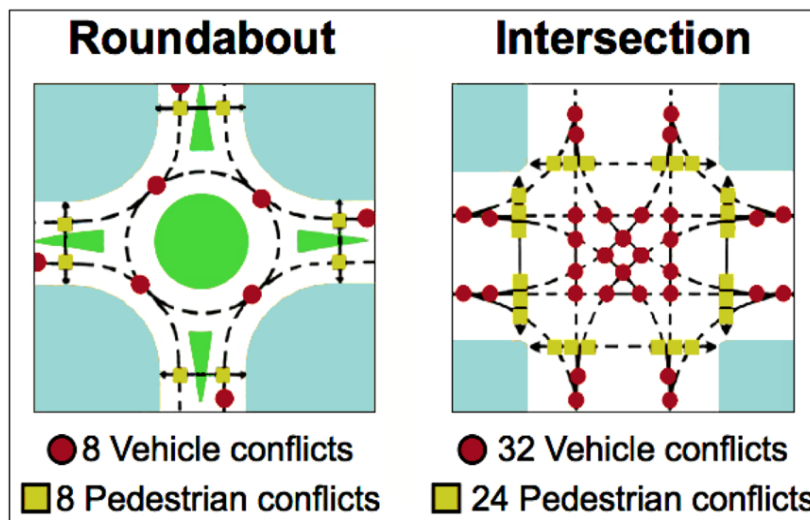 Roundabout
Intersection
8 Vehicle conflicts
8 Pedestrian conflicts
32 Vehicle conflicts
24 Pedestrian conflicts